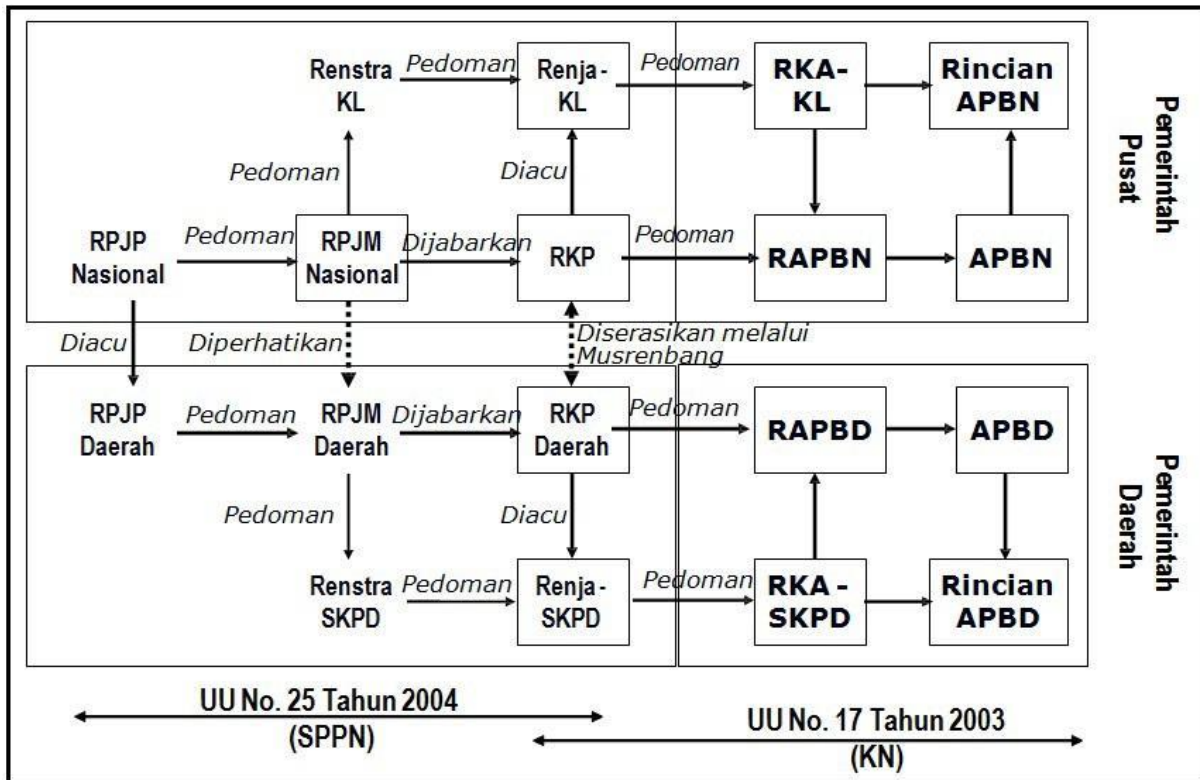 Renstra
KL
Pedoman
Renja-
KL
Pedoman
RKA-
KL
Rincian
APBN
Pemerintah
Pusat
Pedoman
Diacu
RPJP
Nasional
Pedoman
RPJM
Nasional
Dijabarkan
RKP
Pedoman
RAPBN
APBN
Diacu
Diperhatikan
Diserasikan melalui
Musrenbang
RPJP
Daerah
Pedoman
RPJM
Daerah
Dijabarkan
RKP
Daerah
Pedoman
RAPBD
APBD
Pemerintah
Daerah
Pedoman
Diacu
Renstra
SKPD
Pedoman
Renja-
SKPD
Pedoman
RKA -
SKPD
Rincian
APBD
UU No. 25 Tahun 2004
(SPPN)
UU No. 17 Tahun 2003
(KN)